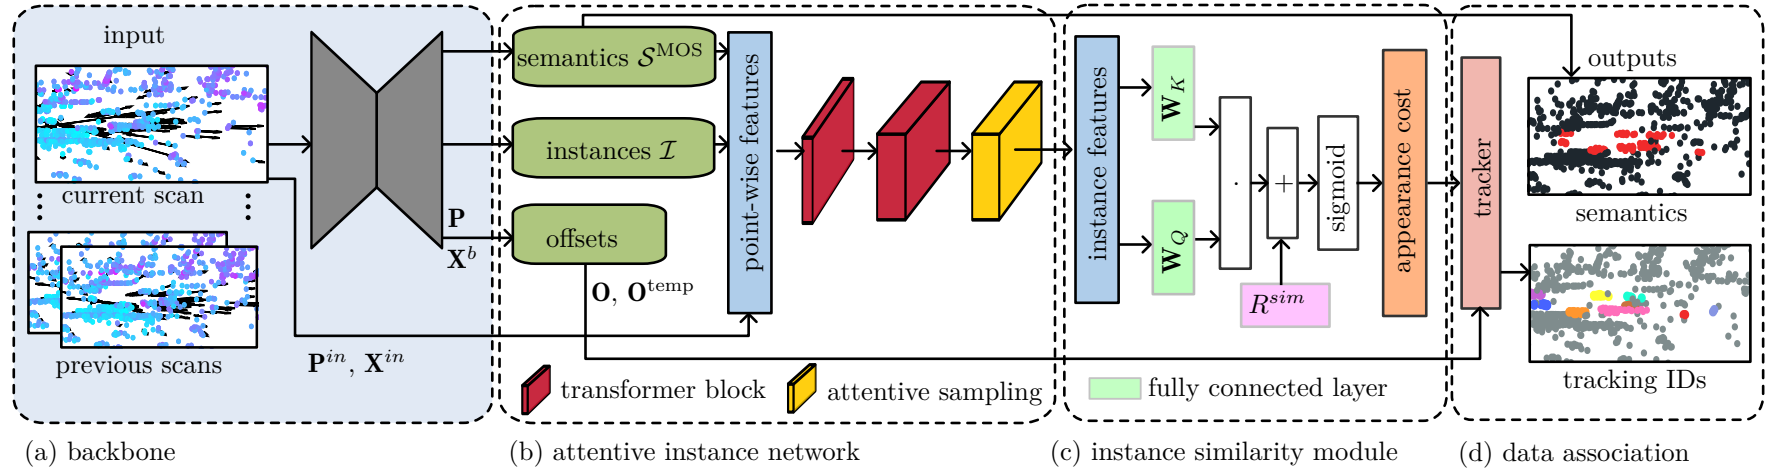 input
current scan
⋮ ⋮
previous scans
P^{in}, X^{in}
P
X^b
(a) backbone
semantics 𝒮^{MOS}
instances ℐ
offsets
O, O^{temp}
point-wise features
transformer block
attentive sampling
(b) attentive instance network
instance features
W_K
W_Q
·
+
R^{sim}
sigmoid
appearance cost
fully connected layer
(c) instance similarity module
tracker
outputs
semantics
tracking IDs
(d) data association